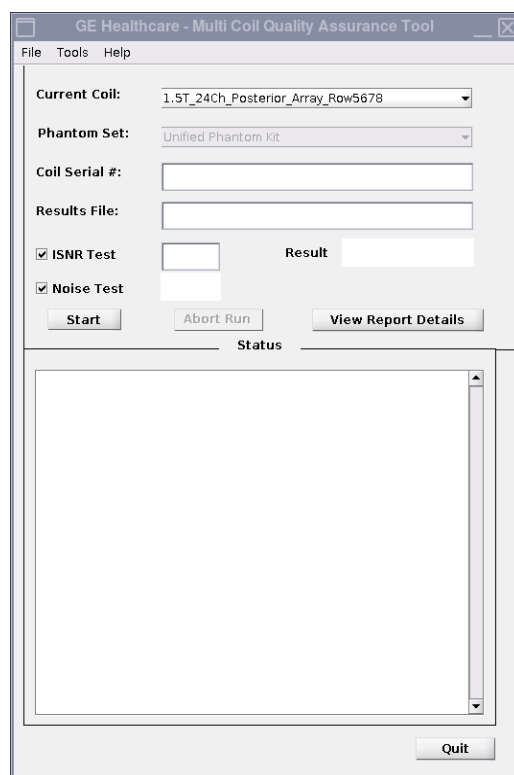 GE Healthcare - Multi Coil Quality Assurance Tool
File Tools Help
Current Coil: 1.5T_24Ch_Posterior_Array_Row5678
Phantom Set: Unified Phantom Kit
Coil Serial #:
Results File:
ISNR Test Result
Noise Test
Start Abort Run View Report Details
Status
Quit